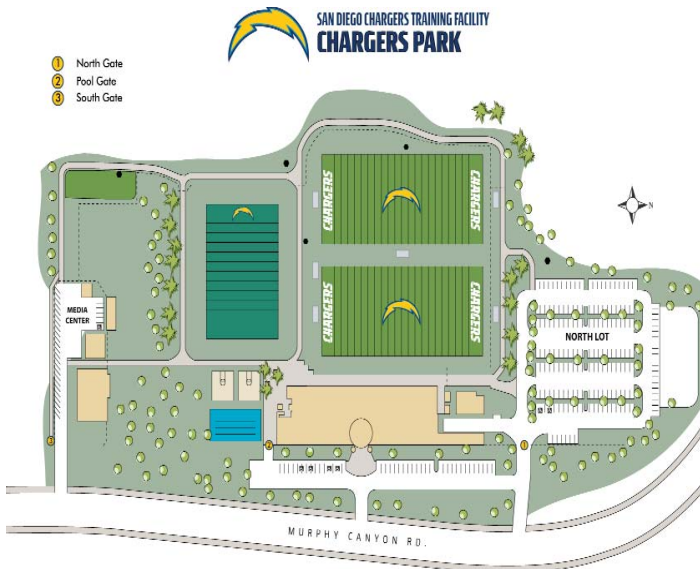 SAN DIEGO CHARGERS TRAINING FACILITY
CHARGERS PARK
1 North Gate
2 Pool Gate
3 South Gate
CHARGERS
CHARGERS
N
CHARGERS
CHARGERS
MEDIA
CENTER
NORTH LOT
3
2
1
MURPHY CANYON RD.